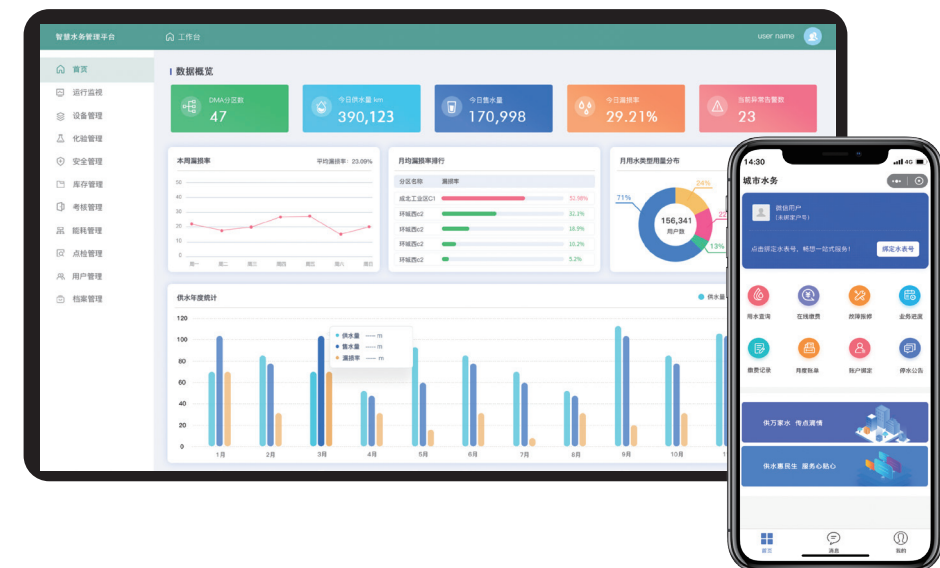 智慧水务管理平台
工作台
user name
首页
运行监视
设备管理
化验管理
安全管理
库存管理
考核管理
能耗管理
点检管理
用户管理
档案管理
数据概览
DMA分区数
47
今日供水量 km
390,123
今日售水量
170,998
今日漏损率
29.21%
当前异常告警数
23
本周漏损率
平均漏损率: 23.09%
50
40
30
20
10
0
周一 周二 周三 周四 周五 周六 周日
月均漏损率排行
分区名称 漏损率
成北工业区C1 52.98%
环城西c2 32.1%
环城西c2 18.9%
环城西c2 10.2%
环城西c2 5.2%
月用水类型用量分布
24%
71%
22
13%
156,341
用户数
供水年度统计
供水量
120
100
80
60
40
20
0
供水量 —— m
售水量 —— m
漏损率 —— m
1月 2月 3月 4月 5月 6月 7月 8月 9月 10月 1
14:30
4G
城市水务
微信用户
(未绑定户号)
点击绑定水表号，畅想一站式服务!
绑定水表号
用水查询 在线缴费 故障报修 业务进度
缴费记录 月度账单 账户绑定 停水公告
供万家水 传点滴情
供水惠民生 服务心贴心
首页 消息 我的